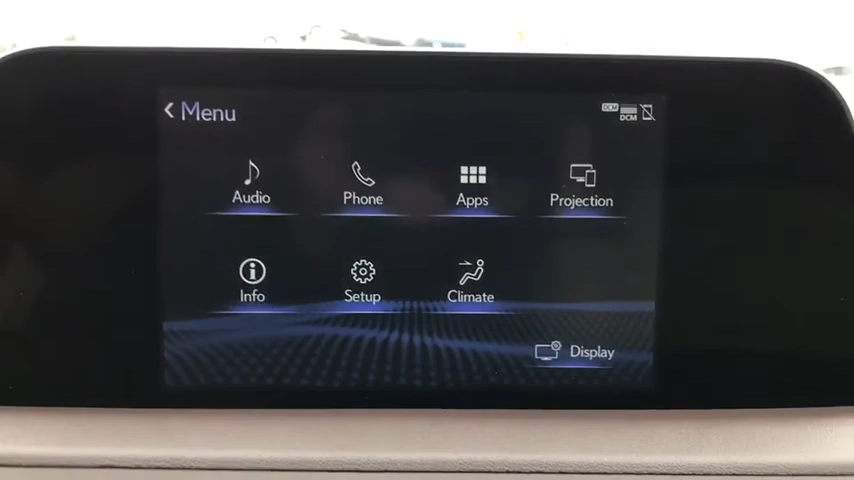 Menu
DCM
DCM
Audio
Phone
Apps
Projection
Info
Setup
Climate
Display